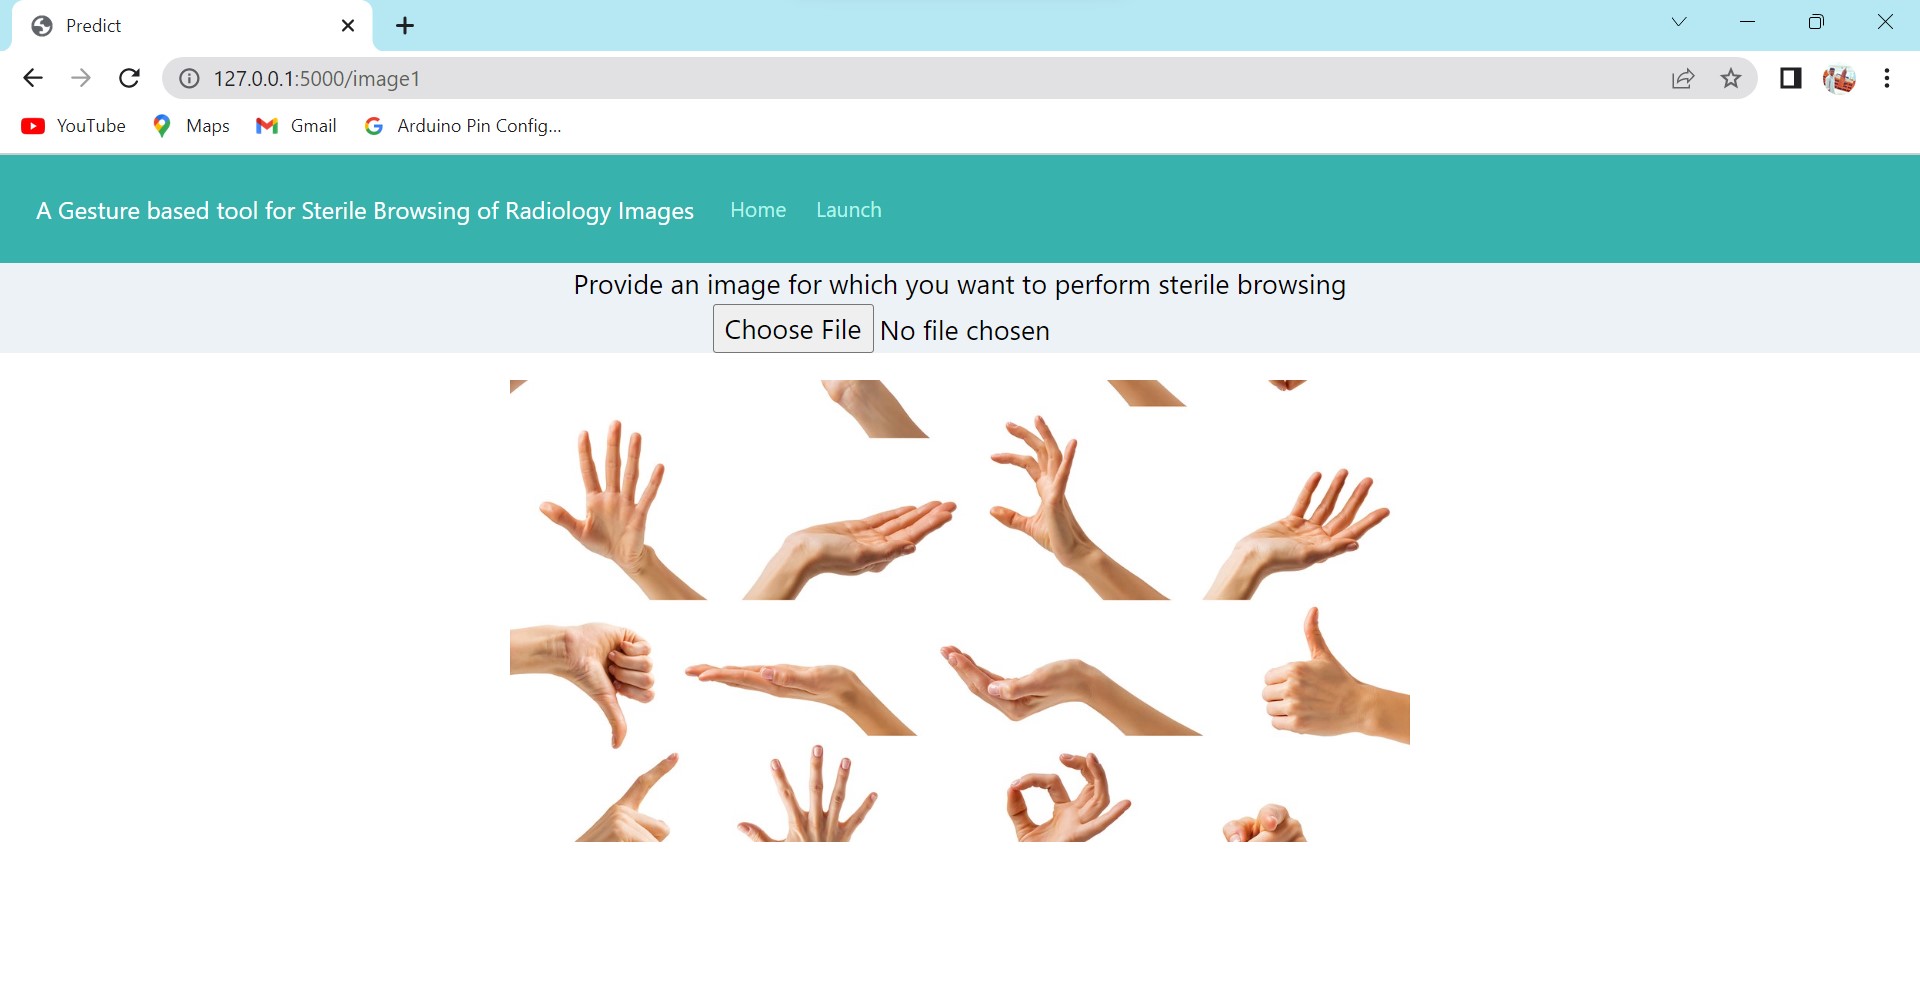 Predict
127.0.0.1:5000/image1
YouTube Maps Gmail Arduino Pin Config...
A Gesture based tool for Sterile Browsing of Radiology Images Home Launch
Provide an image for which you want to perform sterile browsing
Choose File No file chosen